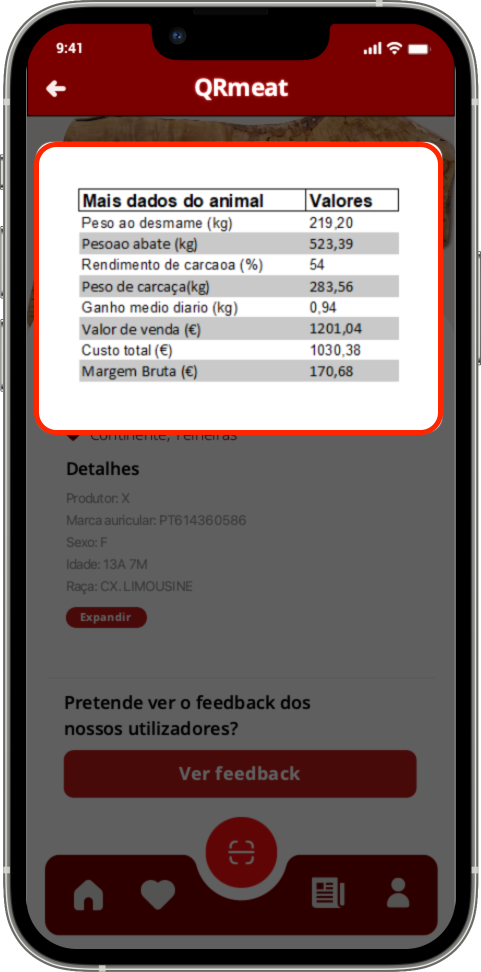 9:41
QRmeat
Mais dados do animal Valores
Peso ao desmame (kg) 219,20
Pesoao abate (kg) 523,39
Rendimento de carcaoa (%) 54
Peso de carcaça(kg) 283,56
Ganho medio diario (kg) 0,94
Valor de venda (€) 1201,04
Custo total (€) 1030,38
Margem Bruta (€) 170,68
Continente, Telheiras
Detalhes
Produtor: X
Marca auricular: PT614360586
Sexo: F
Idade: 13A 7M
Raça: CX. LIMOUSINE
Expandir
Pretende ver o feedback dos
nossos utilizadores?
Ver feedback